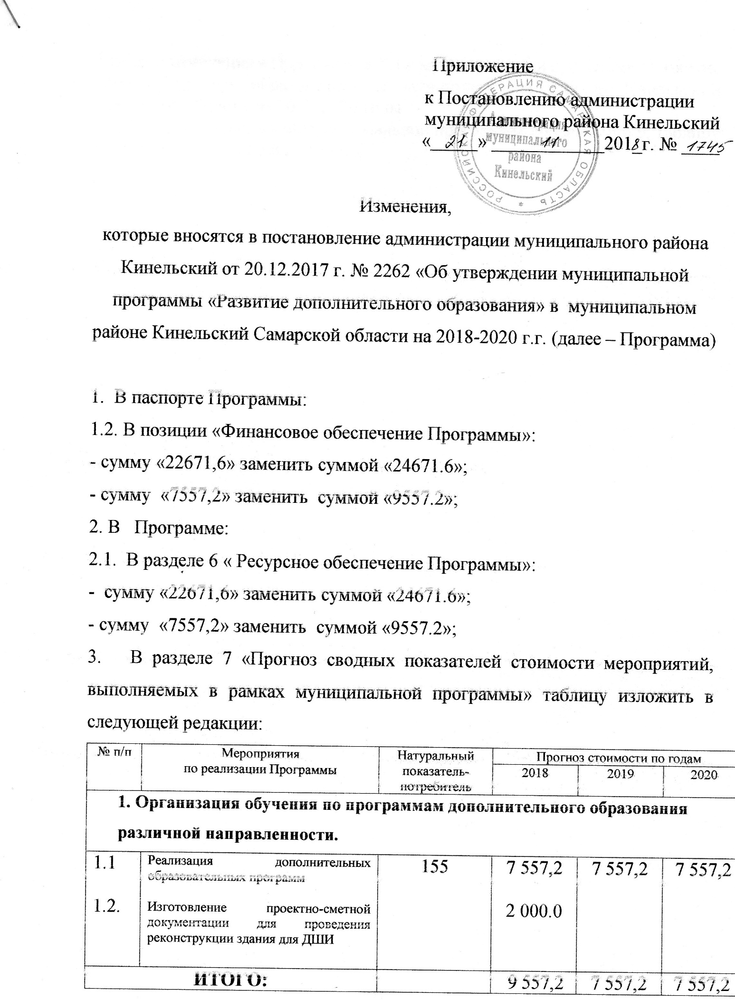 Приложение
к Постановлению администрации
муниципального района Кинельский
« 21 » 11 2018 г. № 1745
РОССИЙСКАЯ ФЕДЕРАЦИЯ САМАРСКАЯ ОБЛАСТЬ *
Администрация
муниципального
района
Кинельский
Изменения,
которые вносятся в постановление администрации муниципального района
Кинельский от 20.12.2017 г. № 2262 «Об утверждении муниципальной
программы «Развитие дополнительного образования» в муниципальном
районе Кинельский Самарской области на 2018-2020 г.г. (далее – Программа)
1. В паспорте Программы:
1.2. В позиции «Финансовое обеспечение Программы»:
- сумму «22671,6» заменить суммой «24671.6»;
- сумму «7557,2» заменить суммой «9557.2»;
2. В Программе:
2.1. В разделе 6 « Ресурсное обеспечение Программы»:
- сумму «22671,6» заменить суммой «24671.6»;
- сумму «7557,2» заменить суммой «9557.2»;
3. В разделе 7 «Прогноз сводных показателей стоимости мероприятий,
выполняемых в рамках муниципальной программы» таблицу изложить в
следующей редакции:
№ п/п Мероприятия по реализации Программы Натуральный показатель- потребитель Прогноз стоимости по годам
2018 2019 2020
1. Организация обучения по программам дополнительного образования
различной направленности.
1.1 Реализация дополнительных 155 7 557,2 7 557,2 7 557,2
образовательных программ
1.2. Изготовление проектно-сметной 2 000.0
документации для проведения
реконструкции здания для ДШИ
ИТОГО: 9 557,2 7 557,2 7 557,2